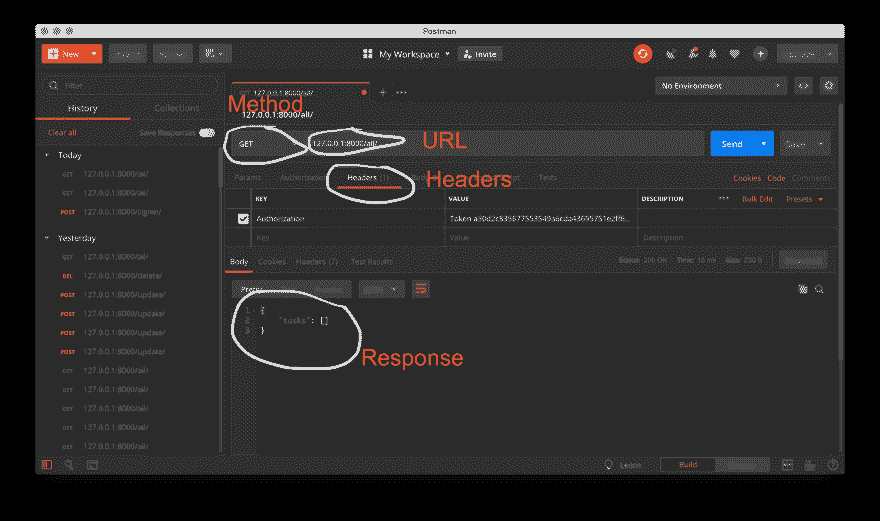 Postman
New
My Workspace
Invite
Filter
No Environment
History
Collections
GET 127.0.0.1:8000/all/
Method
127.0.0.1:8000/all/
Clear all
Save Responses
GET
127.0.0.1:8000/all/
URL
Send
Save
Today
GET 127.0.0.1:8000/all/
GET 127.0.0.1:8000/all/
POST 127.0.0.1:8000/signin/
Params
Authorization
Headers (1)
Headers
Tests
Cookies
Code
Comments
KEY
VALUE
DESCRIPTION
Bulk Edit
Presets
Authorization
Key
Value
Description
Yesterday
GET 127.0.0.1:8000/all/
DEL 127.0.0.1:8000/delete/
POST 127.0.0.1:8000/update/
POST 127.0.0.1:8000/update/
POST 127.0.0.1:8000/update/
POST 127.0.0.1:8000/update/
GET 127.0.0.1:8000/all/
GET 127.0.0.1:8000/all/
GET 127.0.0.1:8000/all/
GET 127.0.0.1:8000/all/
GET 127.0.0.1:8000/all/
Body
Cookies
Headers (7)
Test Results
Status: 200 OK
1 {
2 "tasks": []
3 }
Response
Learn
Build